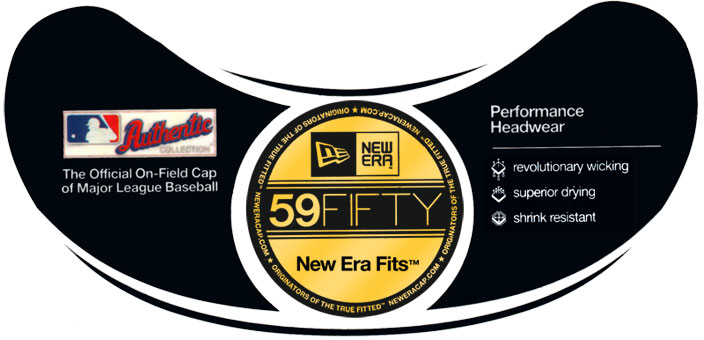 Authentic
COLLECTION
The Official On-Field Cap
of Major League Baseball
ORIGINATORS OF THE TRUE FITTED™ NEWERACAP.COM ★ ORIGINATORS OF THE TRUE FITTED™ NEWERACAP.COM ★
NEW
ERA
59FIFTY
New Era Fits™
Performance
Headwear
revolutionary wicking
superior drying
shrink resistant